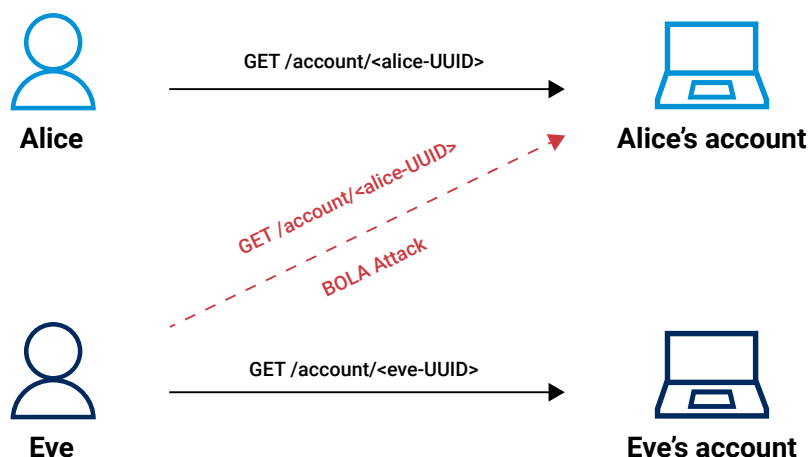 GET /account/<alice-UUID>
Alice
Alice’s account
GET /account/<alice-UUID>
BOLA Attack
GET /account/<eve-UUID>
Eve
Eve’s account